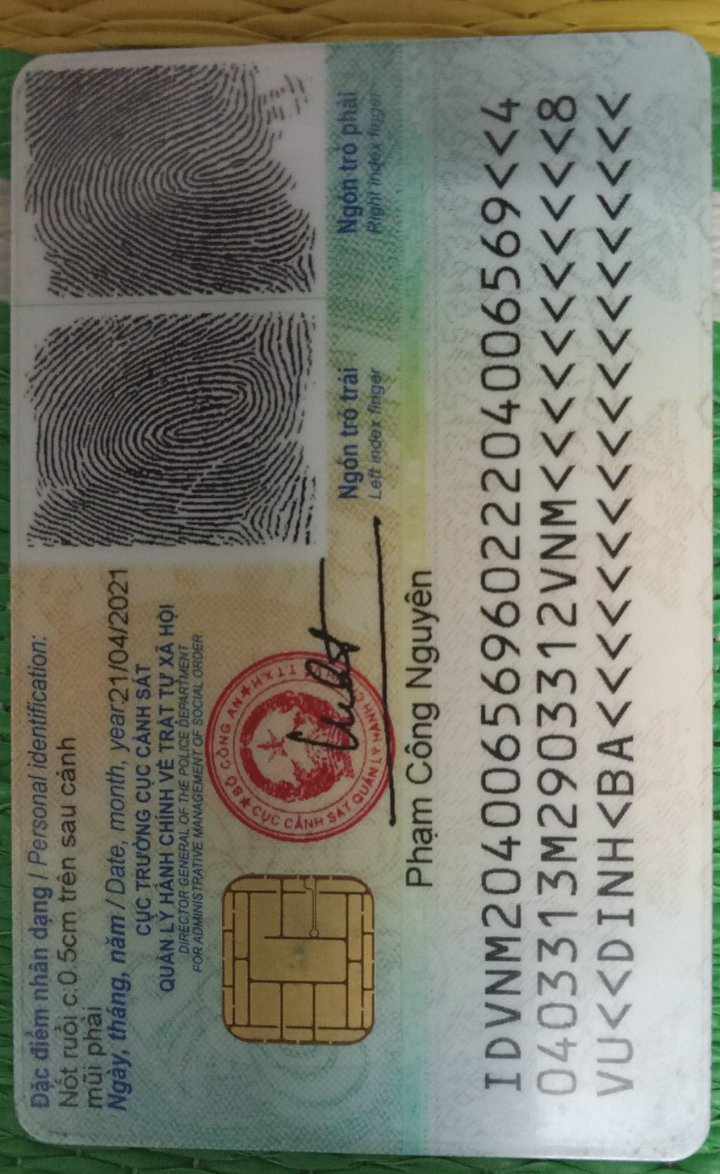 Đặc điểm nhân dạng / Personal identification:
Nốt ruồi c.0.5cm trên sau cánh
mũi phải
Ngày, tháng, năm / Date, month, year 21/04/2021
CỤC TRƯỞNG CỤC CẢNH SÁT
QUẢN LÝ HÀNH CHÍNH VỀ TRẬT TỰ XÃ HỘI
DIRECTOR GENERAL OF THE POLICE DEPARTMENT
FOR ADMINISTRATIVE MANAGEMENT OF SOCIAL ORDER
BỘ CÔNG AN
CỤC CẢNH SÁT QUẢN LÝ HÀNH
TTXH
Phạm Công Nguyên
Ngón trỏ trái
Left index finger
Ngón trỏ phải
Right index finger
IDVNM2040065696022204006569<<4
0403313M2903312VNM<<<<<<<<<<<8
VU<<DINH<BA<<<<<<<<<<<<<<<<<<<